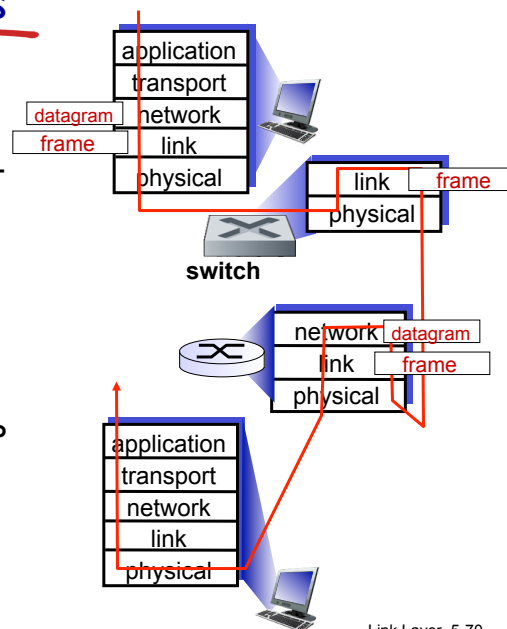 s
application
transport
datagram network
frame link
physical
link frame
physical
switch
network datagram
link frame
physical
application
transport
network
link
physical